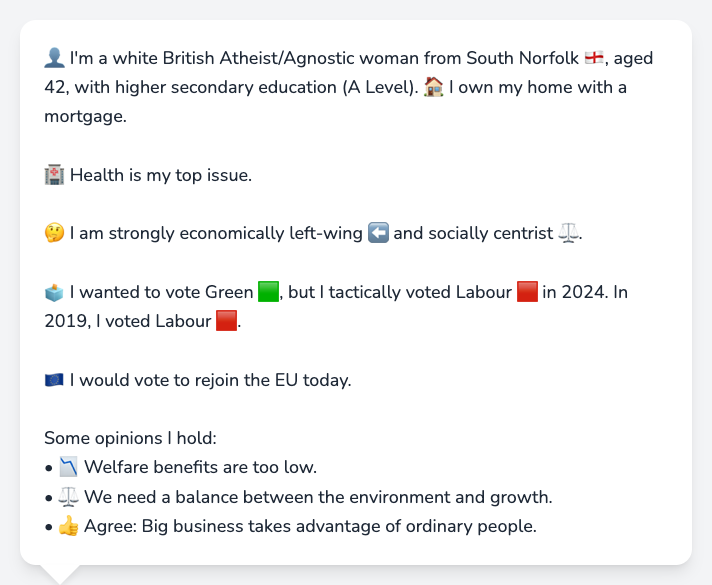 👤 I'm a white British Atheist/Agnostic woman from South Norfolk 🏴󠁧󠁢󠁥󠁮󠁧󠁿, aged
42, with higher secondary education (A Level). 🏠 I own my home with a
mortgage.
🏥 Health is my top issue.
🤔 I am strongly economically left-wing ⬅️ and socially centrist ⚖️.
🗳️ I wanted to vote Green 🟩, but I tactically voted Labour 🟥 in 2024. In
2019, I voted Labour 🟥.
🇪🇺 I would vote to rejoin the EU today.
Some opinions I hold:
• 📉 Welfare benefits are too low.
• ⚖️ We need a balance between the environment and growth.
• 👍 Agree: Big business takes advantage of ordinary people.